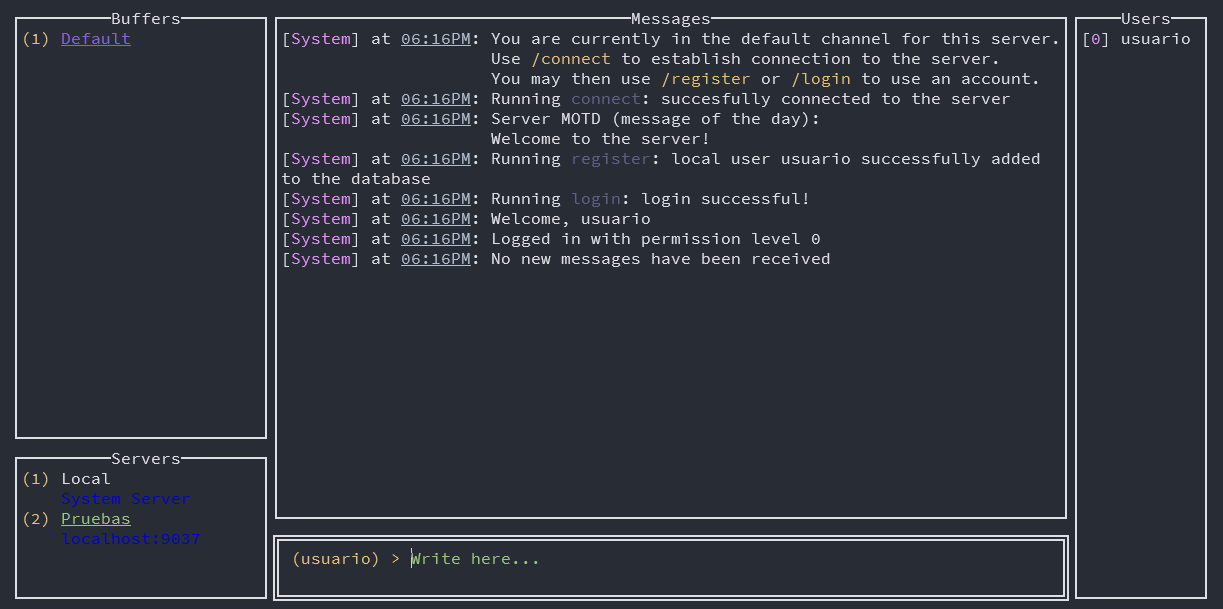 Buffers
(1) Default
Servers
(1) Local
System Server
(2) Pruebas
localhost:9037
Messages
[System] at 06:16PM: You are currently in the default channel for this server.
Use /connect to establish connection to the server.
You may then use /register or /login to use an account.
[System] at 06:16PM: Running connect: succesfully connected to the server
[System] at 06:16PM: Server MOTD (message of the day):
Welcome to the server!
[System] at 06:16PM: Running register: local user usuario successfully added
to the database
[System] at 06:16PM: Running login: login successful!
[System] at 06:16PM: Welcome, usuario
[System] at 06:16PM: Logged in with permission level 0
[System] at 06:16PM: No new messages have been received
(usuario) > Write here...
Users
[0] usuario